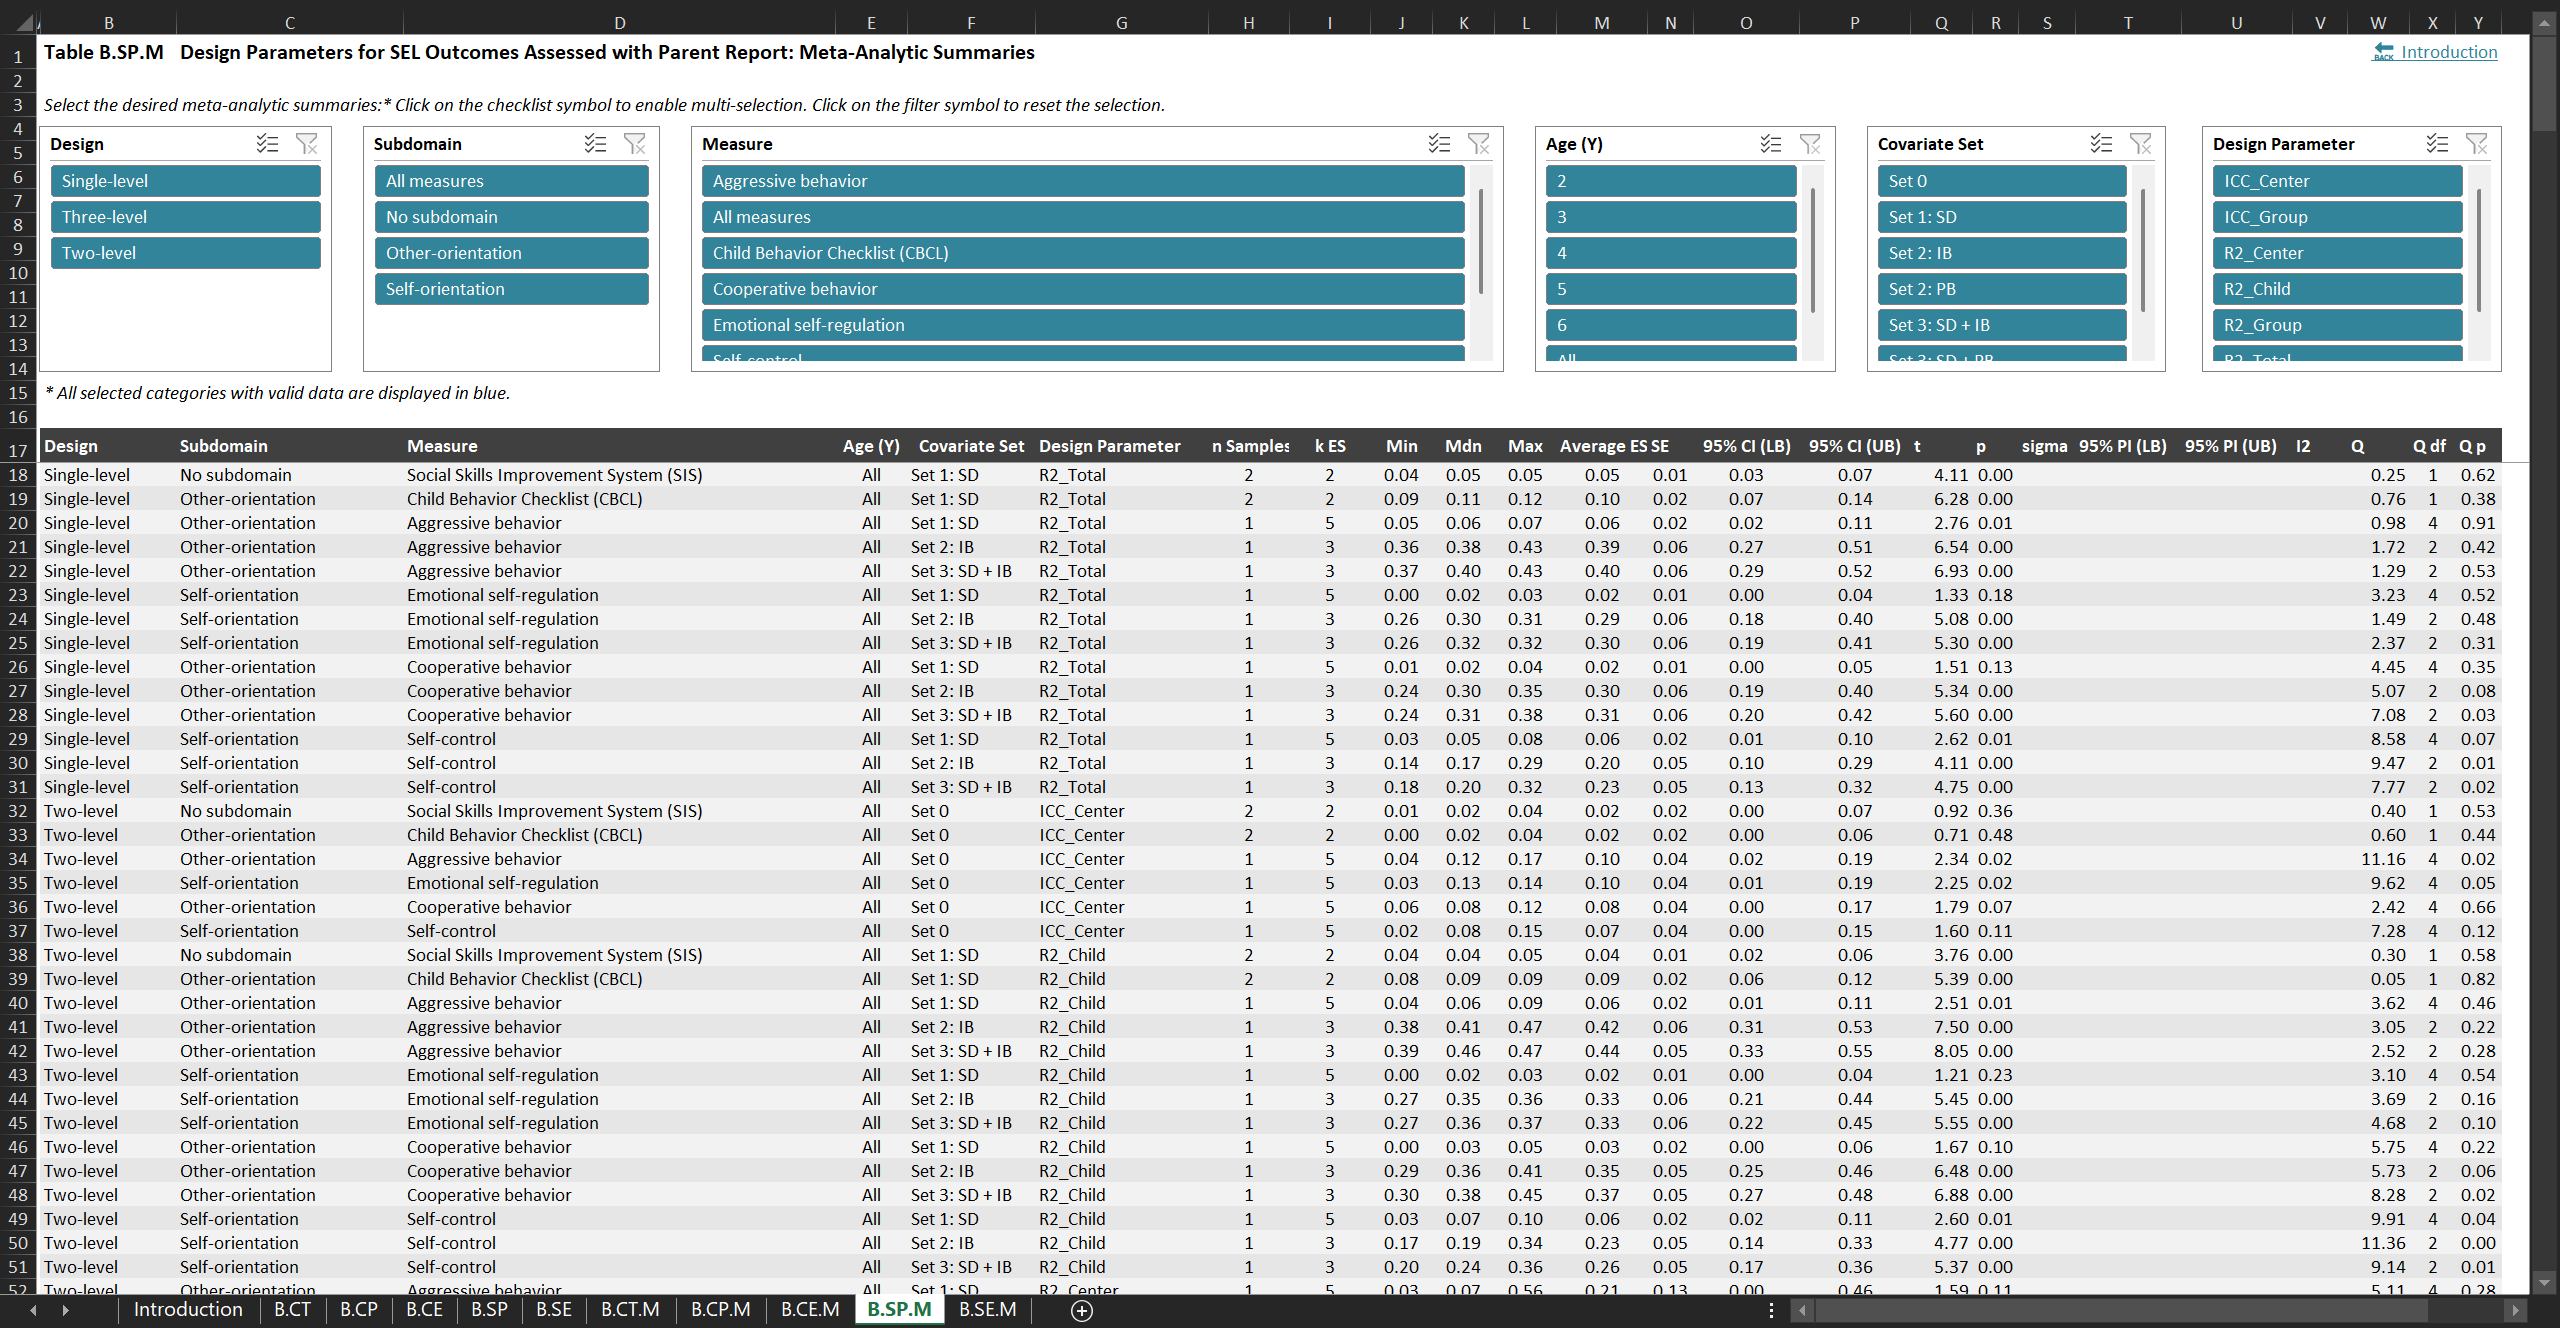 B C D E F G H I J K L M N O P Q R S T U V W X Y
1 Table B.SP.M Design Parameters for SEL Outcomes Assessed with Parent Report: Meta-Analytic Summaries BACK Introduction
2
3 Select the desired meta-analytic summaries:* Click on the checklist symbol to enable multi-selection. Click on the filter symbol to reset the selection.
4
5 Design Subdomain Measure Age (Y) Covariate Set Design Parameter
6 Single-level All measures Aggressive behavior 2 Set 0 ICC_Center
7
8 Three-level No subdomain All measures 3 Set 1: SD ICC_Group
9 Two-level Other-orientation Child Behavior Checklist (CBCL) 4 Set 2: IB R2_Center
10
11 Self-orientation Cooperative behavior 5 Set 2: PB R2_Child
12 Emotional self-regulation 6 Set 3: SD + IB R2_Group
13
14 Self-control All Set 3: SD + PB R2_Total
15 * All selected categories with valid data are displayed in blue.
16
17 Design Subdomain Measure Age (Y) Covariate Set Design Parameter n Samples k ES Min Mdn Max Average ES SE 95% CI (LB) 95% CI (UB) t p sigma 95% PI (LB) 95% PI (UB) I2 Q Q df Q p
18 Single-level No subdomain Social Skills Improvement System (SIS) All Set 1: SD R2_Total 2 2 0.04 0.05 0.05 0.05 0.01 0.03 0.07 4.11 0.00 0.25 1 0.62
19 Single-level Other-orientation Child Behavior Checklist (CBCL) All Set 1: SD R2_Total 2 2 0.09 0.11 0.12 0.10 0.02 0.07 0.14 6.28 0.00 0.76 1 0.38
20 Single-level Other-orientation Aggressive behavior All Set 1: SD R2_Total 1 5 0.05 0.06 0.07 0.06 0.02 0.02 0.11 2.76 0.01 0.98 4 0.91
21 Single-level Other-orientation Aggressive behavior All Set 2: IB R2_Total 1 3 0.36 0.38 0.43 0.39 0.06 0.27 0.51 6.54 0.00 1.72 2 0.42
22 Single-level Other-orientation Aggressive behavior All Set 3: SD + IB R2_Total 1 3 0.37 0.40 0.43 0.40 0.06 0.29 0.52 6.93 0.00 1.29 2 0.53
23 Single-level Self-orientation Emotional self-regulation All Set 1: SD R2_Total 1 5 0.00 0.02 0.03 0.02 0.01 0.00 0.04 1.33 0.18 3.23 4 0.52
24 Single-level Self-orientation Emotional self-regulation All Set 2: IB R2_Total 1 3 0.26 0.30 0.31 0.29 0.06 0.18 0.40 5.08 0.00 1.49 2 0.48
25 Single-level Self-orientation Emotional self-regulation All Set 3: SD + IB R2_Total 1 3 0.26 0.32 0.32 0.30 0.06 0.19 0.41 5.30 0.00 2.37 2 0.31
26 Single-level Other-orientation Cooperative behavior All Set 1: SD R2_Total 1 5 0.01 0.02 0.04 0.02 0.01 0.00 0.05 1.51 0.13 4.45 4 0.35
27 Single-level Other-orientation Cooperative behavior All Set 2: IB R2_Total 1 3 0.24 0.30 0.35 0.30 0.06 0.19 0.40 5.34 0.00 5.07 2 0.08
28 Single-level Other-orientation Cooperative behavior All Set 3: SD + IB R2_Total 1 3 0.24 0.31 0.38 0.31 0.06 0.20 0.42 5.60 0.00 7.08 2 0.03
29 Single-level Self-orientation Self-control All Set 1: SD R2_Total 1 5 0.03 0.05 0.08 0.06 0.02 0.01 0.10 2.62 0.01 8.58 4 0.07
30 Single-level Self-orientation Self-control All Set 2: IB R2_Total 1 3 0.14 0.17 0.29 0.20 0.05 0.10 0.29 4.11 0.00 9.47 2 0.01
31 Single-level Self-orientation Self-control All Set 3: SD + IB R2_Total 1 3 0.18 0.20 0.32 0.23 0.05 0.13 0.32 4.75 0.00 7.77 2 0.02
32 Two-level No subdomain Social Skills Improvement System (SIS) All Set 0 ICC_Center 2 2 0.01 0.02 0.04 0.02 0.02 0.00 0.07 0.92 0.36 0.40 1 0.53
33 Two-level Other-orientation Child Behavior Checklist (CBCL) All Set 0 ICC_Center 2 2 0.00 0.02 0.04 0.02 0.02 0.00 0.06 0.71 0.48 0.60 1 0.44
34 Two-level Other-orientation Aggressive behavior All Set 0 ICC_Center 1 5 0.04 0.12 0.17 0.10 0.04 0.02 0.19 2.34 0.02 11.16 4 0.02
35 Two-level Self-orientation Emotional self-regulation All Set 0 ICC_Center 1 5 0.03 0.13 0.14 0.10 0.04 0.01 0.19 2.25 0.02 9.62 4 0.05
36 Two-level Other-orientation Cooperative behavior All Set 0 ICC_Center 1 5 0.06 0.08 0.12 0.08 0.04 0.00 0.17 1.79 0.07 2.42 4 0.66
37 Two-level Self-orientation Self-control All Set 0 ICC_Center 1 5 0.02 0.08 0.15 0.07 0.04 0.00 0.15 1.60 0.11 7.28 4 0.12
38 Two-level No subdomain Social Skills Improvement System (SIS) All Set 1: SD R2_Child 2 2 0.04 0.04 0.05 0.04 0.01 0.02 0.06 3.76 0.00 0.30 1 0.58
39 Two-level Other-orientation Child Behavior Checklist (CBCL) All Set 1: SD R2_Child 2 2 0.08 0.09 0.09 0.09 0.02 0.06 0.12 5.39 0.00 0.05 1 0.82
40 Two-level Other-orientation Aggressive behavior All Set 1: SD R2_Child 1 5 0.04 0.06 0.09 0.06 0.02 0.01 0.11 2.51 0.01 3.62 4 0.46
41 Two-level Other-orientation Aggressive behavior All Set 2: IB R2_Child 1 3 0.38 0.41 0.47 0.42 0.06 0.31 0.53 7.50 0.00 3.05 2 0.22
42 Two-level Other-orientation Aggressive behavior All Set 3: SD + IB R2_Child 1 3 0.39 0.46 0.47 0.44 0.05 0.33 0.55 8.05 0.00 2.52 2 0.28
43 Two-level Self-orientation Emotional self-regulation All Set 1: SD R2_Child 1 5 0.00 0.02 0.03 0.02 0.01 0.00 0.04 1.21 0.23 3.10 4 0.54
44 Two-level Self-orientation Emotional self-regulation All Set 2: IB R2_Child 1 3 0.27 0.35 0.36 0.33 0.06 0.21 0.44 5.45 0.00 3.69 2 0.16
45 Two-level Self-orientation Emotional self-regulation All Set 3: SD + IB R2_Child 1 3 0.27 0.36 0.37 0.33 0.06 0.22 0.45 5.55 0.00 4.68 2 0.10
46 Two-level Other-orientation Cooperative behavior All Set 1: SD R2_Child 1 5 0.00 0.03 0.05 0.03 0.02 0.00 0.06 1.67 0.10 5.75 4 0.22
47 Two-level Other-orientation Cooperative behavior All Set 2: IB R2_Child 1 3 0.29 0.36 0.41 0.35 0.05 0.25 0.46 6.48 0.00 5.73 2 0.06
48 Two-level Other-orientation Cooperative behavior All Set 3: SD + IB R2_Child 1 3 0.30 0.38 0.45 0.37 0.05 0.27 0.48 6.88 0.00 8.28 2 0.02
49 Two-level Self-orientation Self-control All Set 1: SD R2_Child 1 5 0.03 0.07 0.10 0.06 0.02 0.02 0.11 2.60 0.01 9.91 4 0.04
50 Two-level Self-orientation Self-control All Set 2: IB R2_Child 1 3 0.17 0.19 0.34 0.23 0.05 0.14 0.33 4.77 0.00 11.36 2 0.00
51 Two-level Self-orientation Self-control All Set 3: SD + IB R2_Child 1 3 0.20 0.24 0.36 0.26 0.05 0.17 0.36 5.37 0.00 9.14 2 0.01
52 Two-level Other-orientation Aggressive behavior All Set 1: SD R2_Center 1 5 0.03 0.07 0.56 0.21 0.13 0.00 0.46 1.59 0.11 5.11 4 0.28
Introduction B.CT B.CP B.CE B.SP B.SE B.CT.M B.CP.M B.CE.M B.SP.M B.SE.M